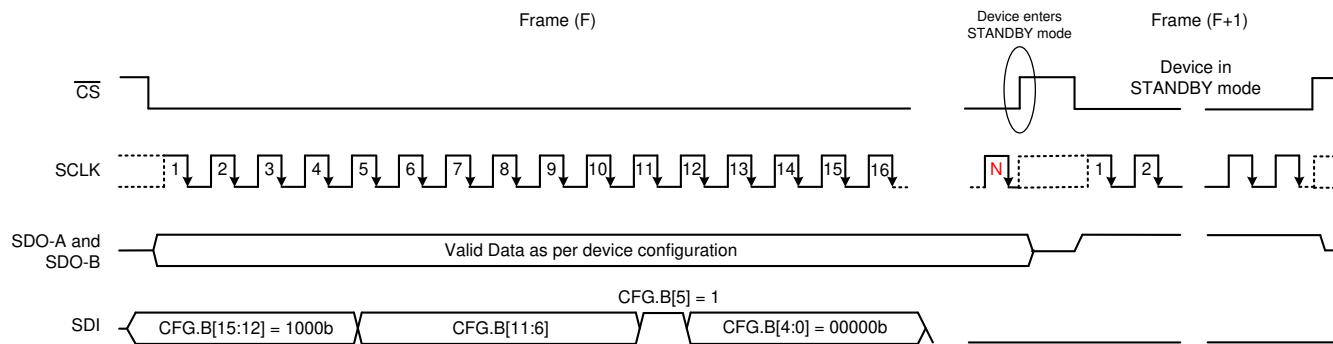 Frame (F)
Device enters
STANDBY mode
Frame (F+1)
CS
Device in
STANDBY mode
SCLK
1 2 3 4 5 6 7 8 9 10 11 12 13 14 15 16 N 1 2
SDO-A and
SDO-B
Valid Data as per device configuration
CFG.B[5] = 1
SDI
CFG.B[15:12] = 1000b CFG.B[11:6] CFG.B[4:0] = 00000b